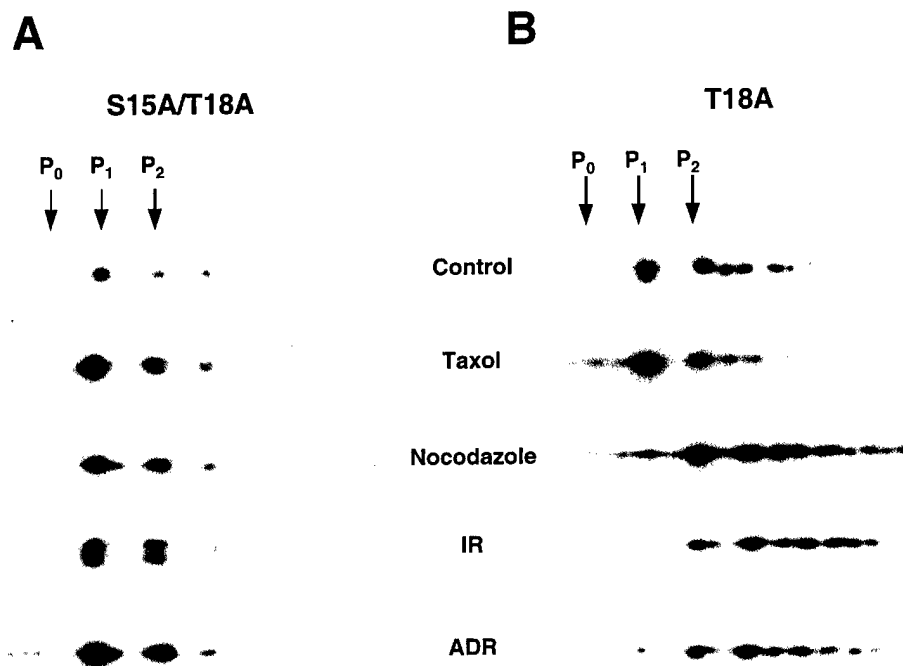 A
B
S15A/T18A
T18A
P₀ P₁ P₂
P₀ P₁ P₂
Control
Taxol
Nocodazole
IR
ADR